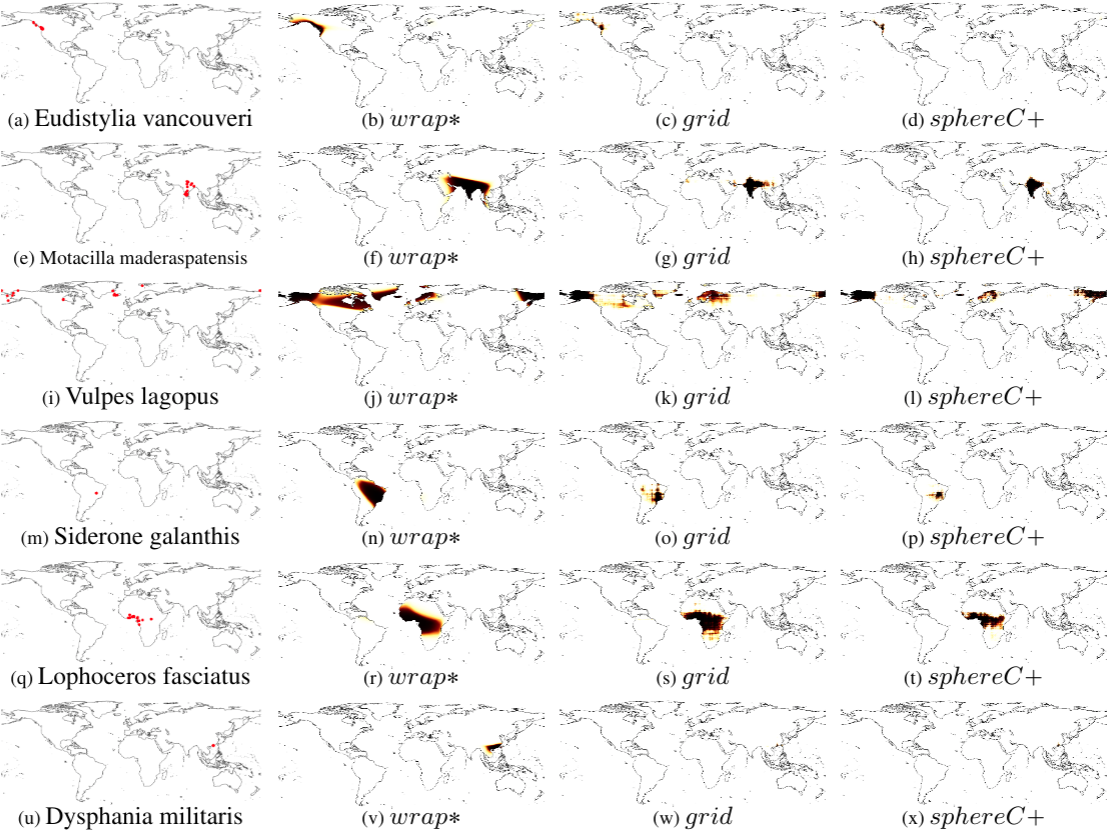 (a) Eudistylia vancouveri (b) wrap* (c) grid (d) sphereC+
(e) Motacilla maderaspatensis (f) wrap* (g) grid (h) sphereC+
(i) Vulpes lagopus (j) wrap* (k) grid (l) sphereC+
(m) Siderone galanthis (n) wrap* (o) grid (p) sphereC+
(q) Lophoceros fasciatus (r) wrap* (s) grid (t) sphereC+
(u) Dysphania militaris (v) wrap* (w) grid (x) sphereC+